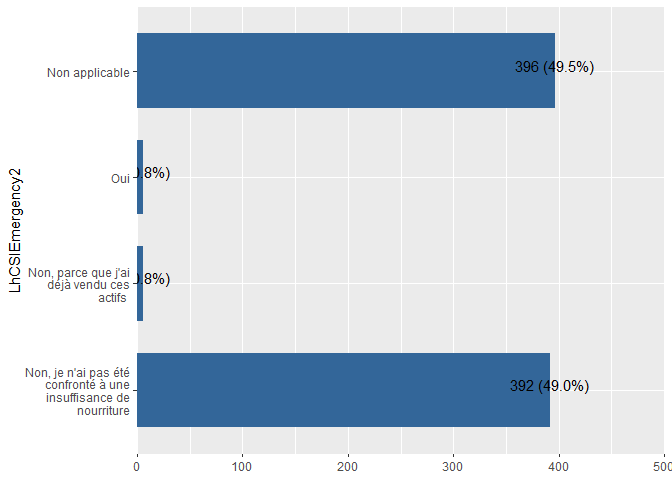 LhCSIEmergency2
Non applicable
396 (49.5%)
Oui
.8%)
Non, parce que j'ai
déjà vendu ces
actifs
.8%)
Non, je n'ai pas été
confronté à une
insuffisance de
nourriture
392 (49.0%)
0 100 200 300 400 500